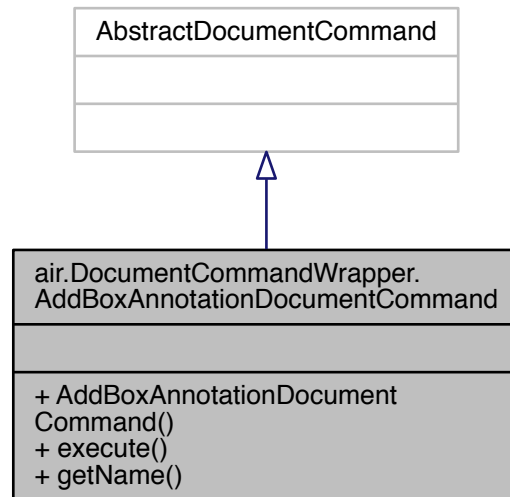 AbstractDocumentCommand
air.DocumentCommandWrapper.
AddBoxAnnotationDocumentCommand
+ AddBoxAnnotationDocument
Command()
+ execute()
+ getName()